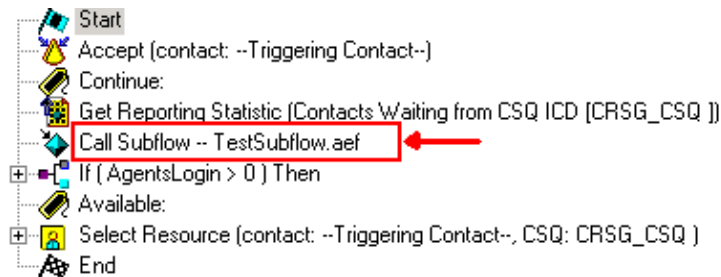 Start
Accept (contact: --Triggering Contact--)
Continue:
Get Reporting Statistic (Contacts Waiting from CSQ ICD [CRSG_CSQ ])
Call Subflow -- TestSubflow.aef
If ( AgentsLogin > 0 ) Then
Available:
Select Resource (contact: --Triggering Contact--, CSQ: CRSG_CSQ )
End